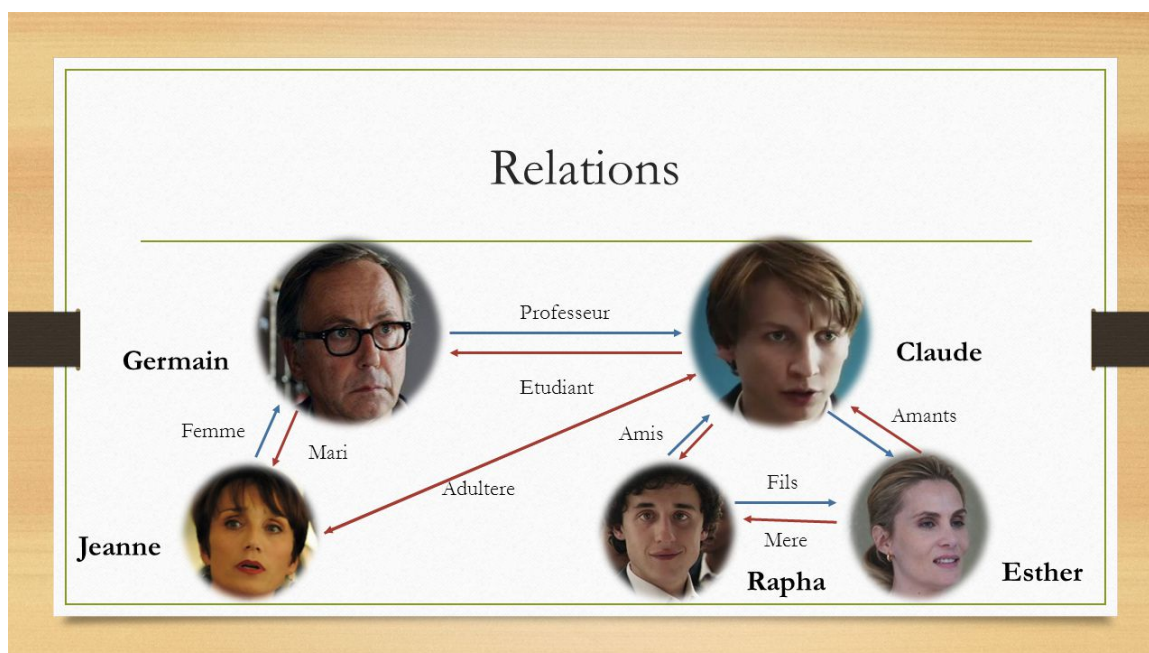 Relations
Professeur
Germain
Claude
Etudiant
Femme
Mari
Amis
Amants
Adultere
Fils
Jeanne
Mere
Rapha
Esther